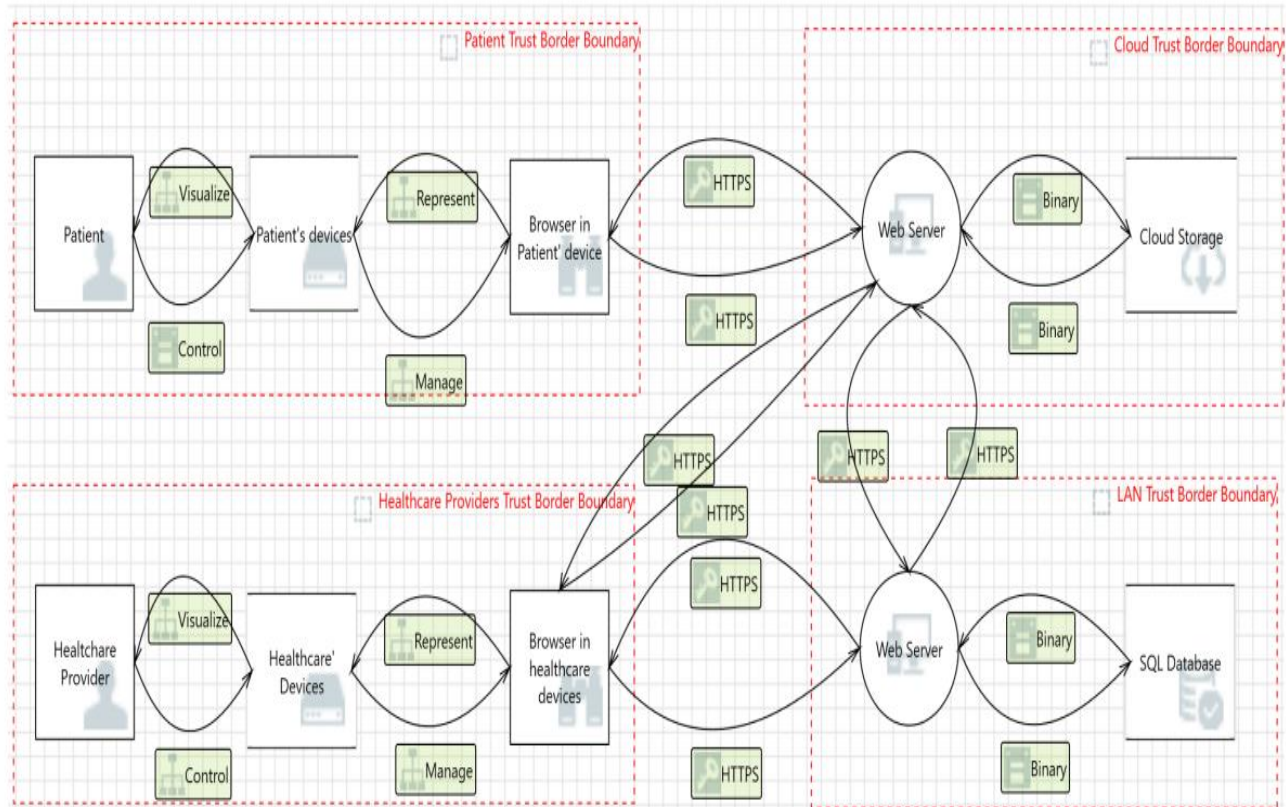 Patient Trust Border Boundary
Cloud Trust Border Boundary
Visualize
Patient
Patient's devices
Control
Represent
Browser in
Patient' device
Manage
HTTPS
HTTPS
Web Server
Binary
Binary
Cloud Storage
HTTPS
HTTPS
HTTPS
HTTPS
Healthcare Providers Trust Border Boundary
LAN Trust Border Boundary
Visualize
Healtchare
Provider
Healthcare'
Devices
Control
Represent
Browser in
healthcare
devices
Manage
HTTPS
HTTPS
Web Server
Binary
Binary
SQL Database